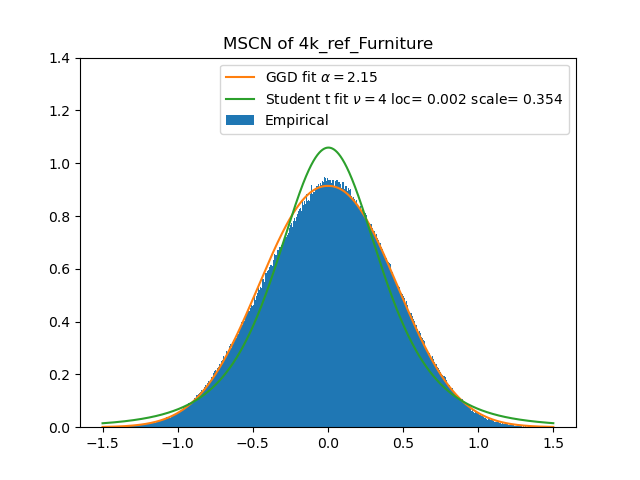 MSCN of 4k_ref_Furniture
GGD fit α = 2.15
Student t fit ν = 4 loc= 0.002 scale= 0.354
Empirical
1.4
1.2
1.0
0.8
0.6
0.4
0.2
0.0
−1.5 −1.0 −0.5 0.0 0.5 1.0 1.5